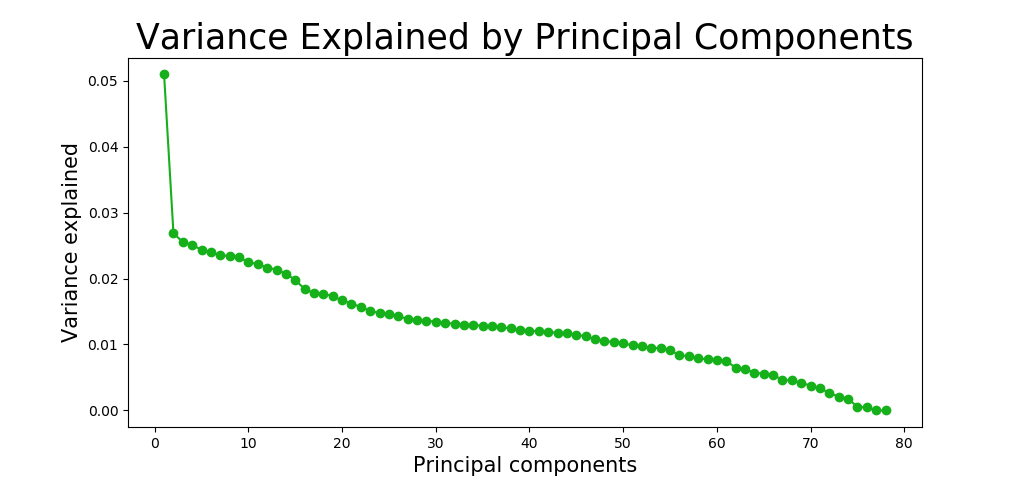 Variance Explained by Principal Components
0.05
0.04
0.03
0.02
0.01
0.00
Variance explained
0 10 20 30 40 50 60 70 80
Principal components